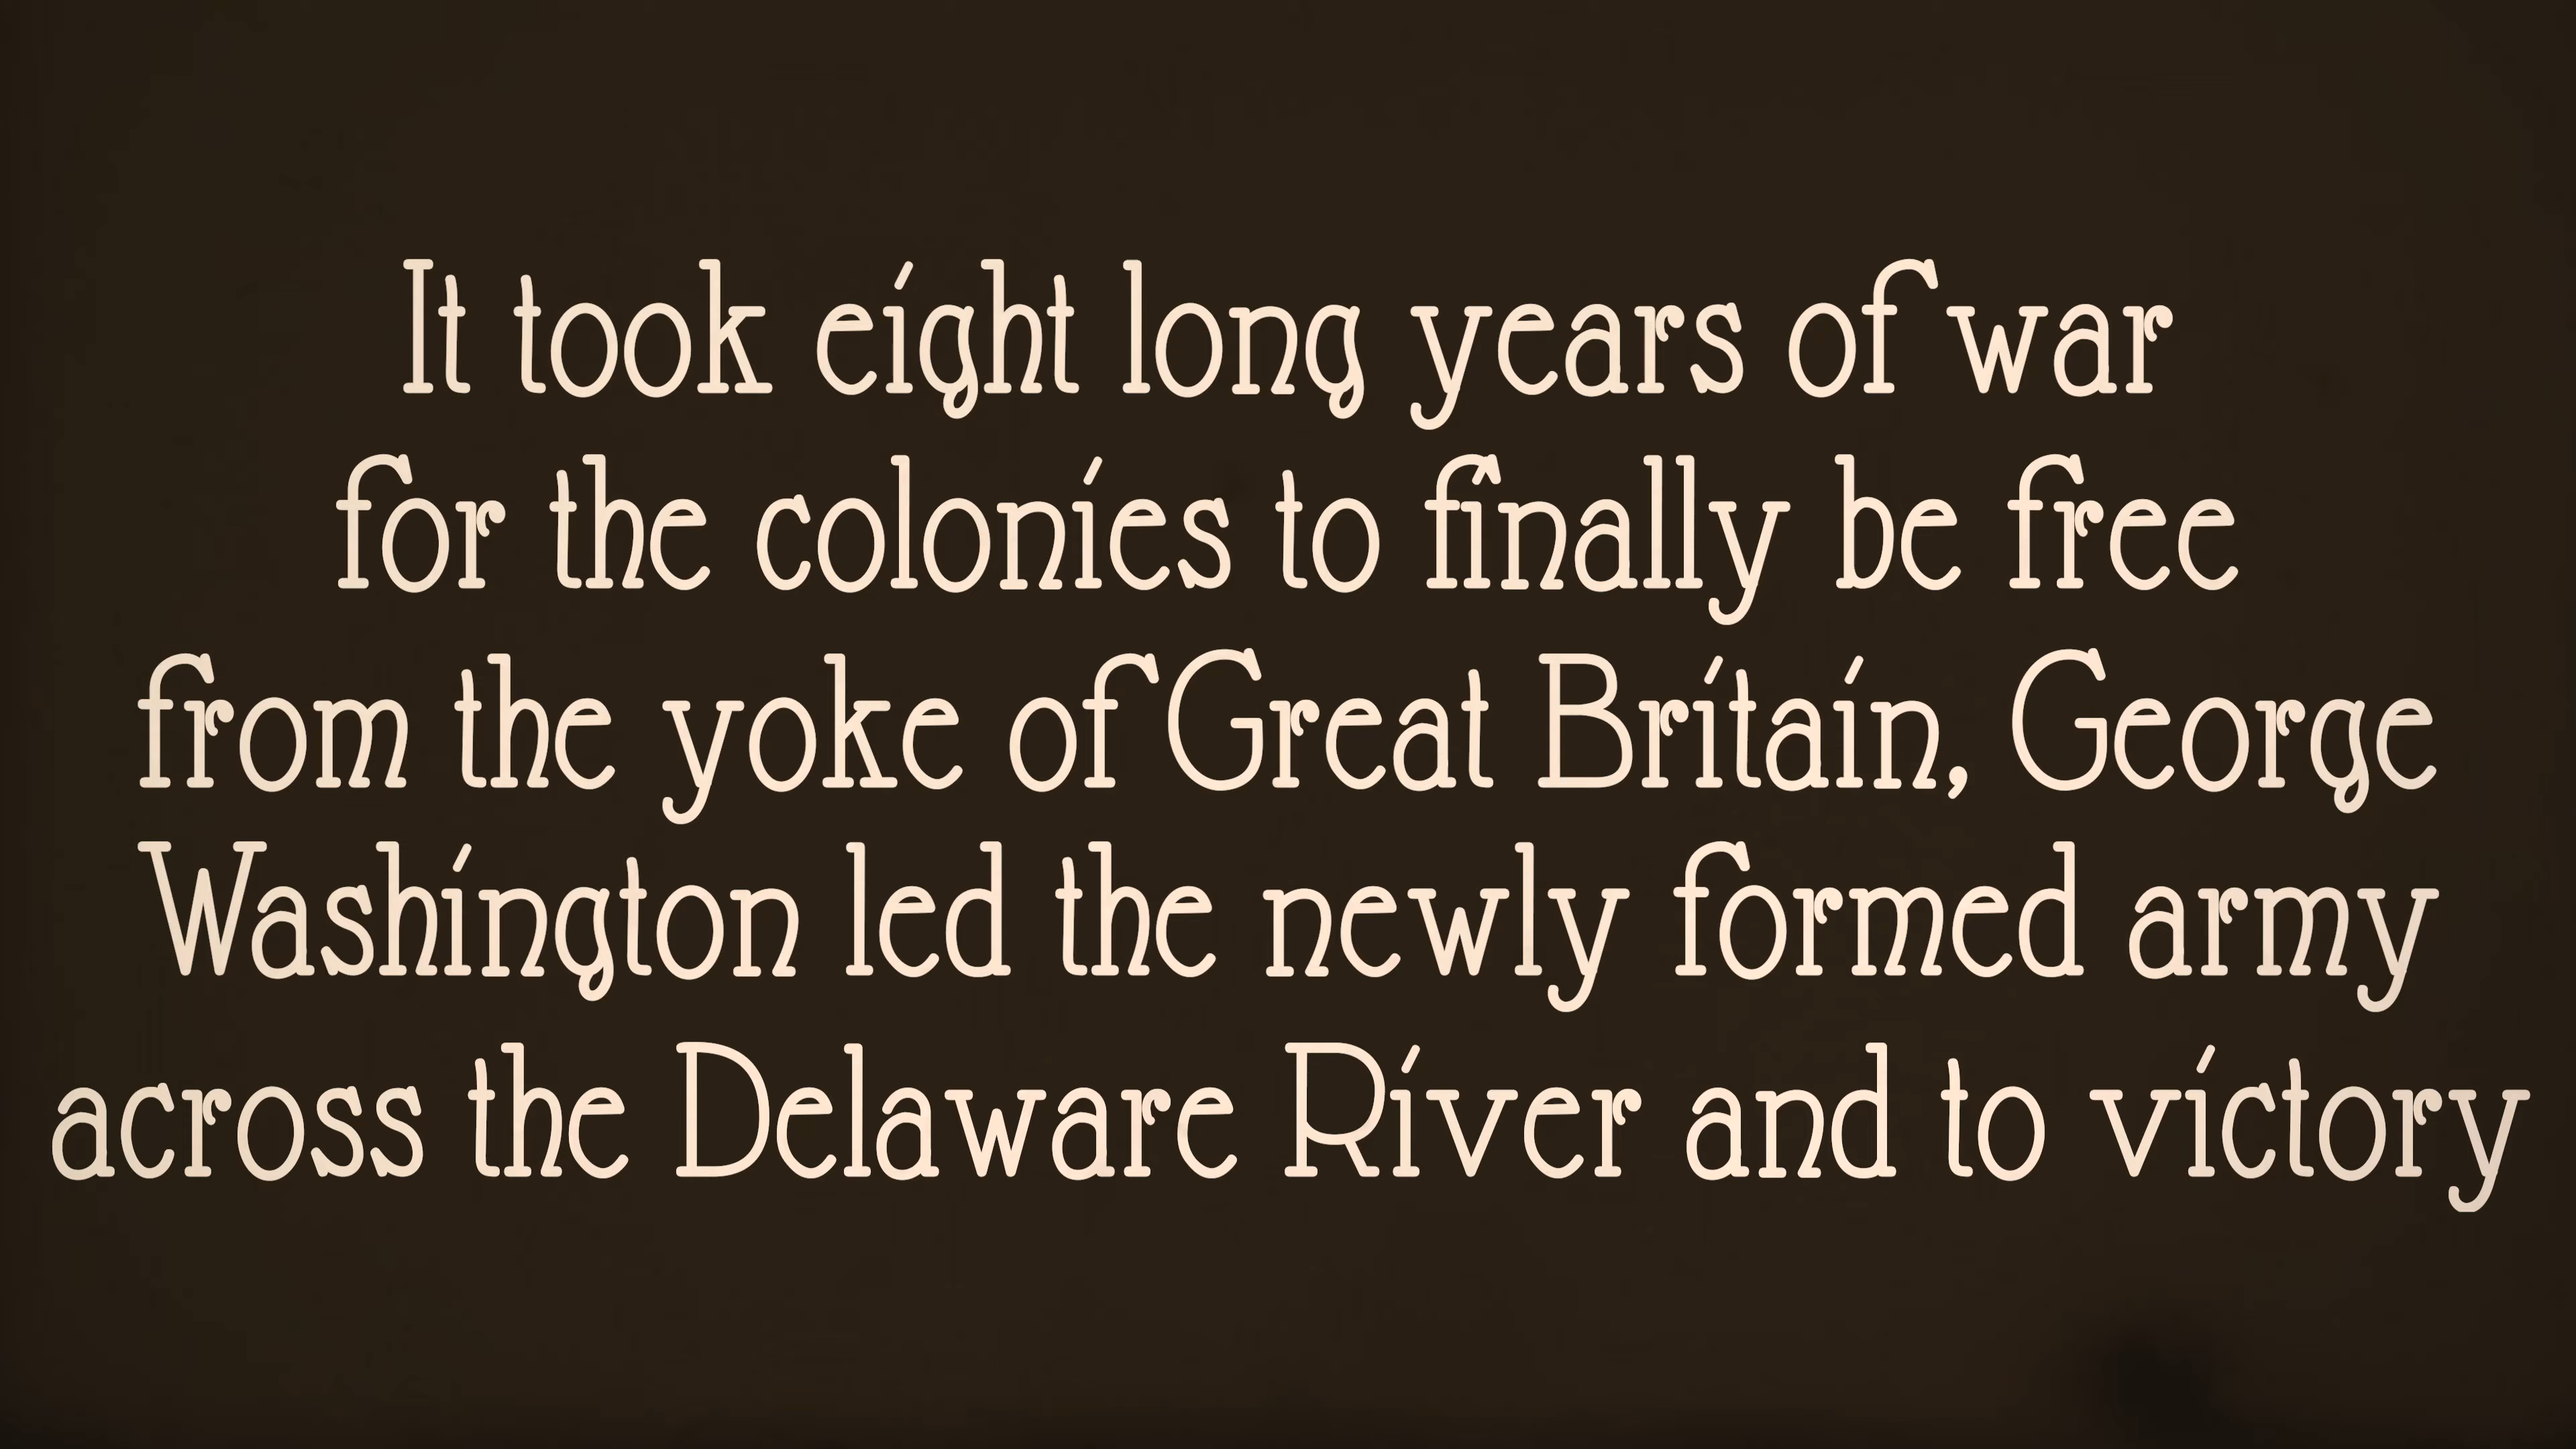 It took eight long years of war
for the colonies to finally be free
from the yoke of Great Britain, George
Washington led the newly formed army
across the Delaware River and to victory